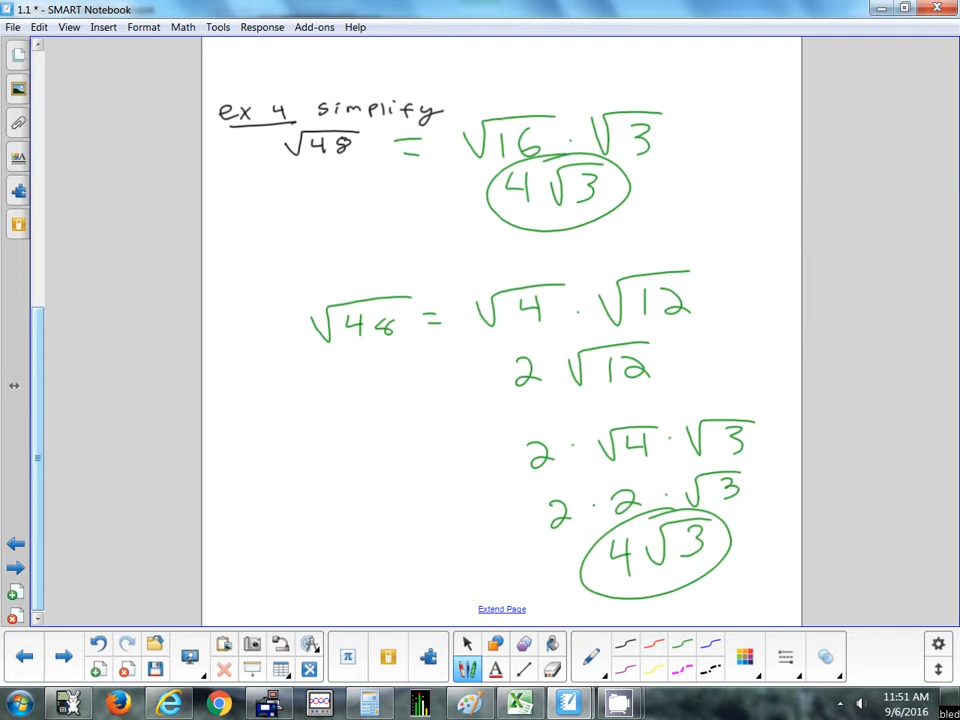 1.1 * - SMART Notebook
File Edit View Insert Format Math Tools Response Add-ons Help
ex 4 simplify
√48 = √16 · √3
4√3
√48 = √4 · √12
2 √12
2 · √4 · √3
2 · 2 · √3
4√3
Extend Page
11:51 AM
9/6/2016
bled